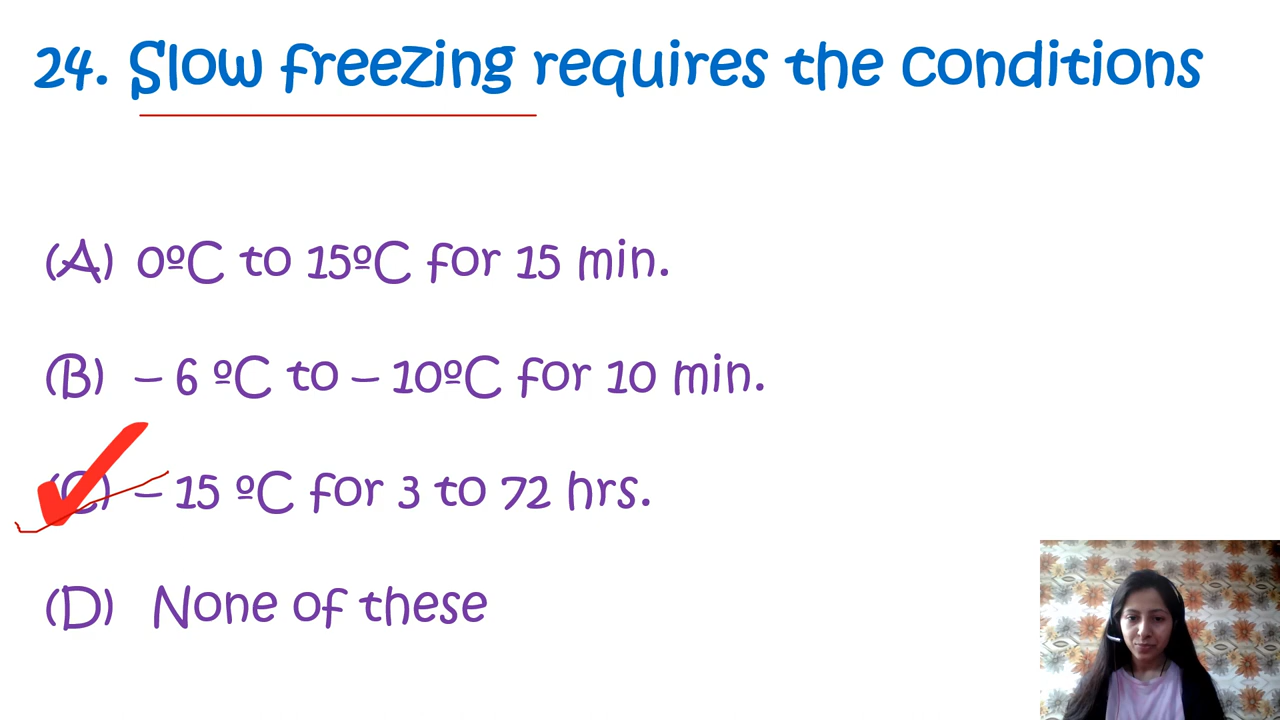 24. Slow freezing requires the conditions
(A) 0ºC to 15ºC for 15 min.
(B) – 6 ºC to – 10ºC for 10 min.
(C) – 15 ºC for 3 to 72 hrs.
(D) None of these